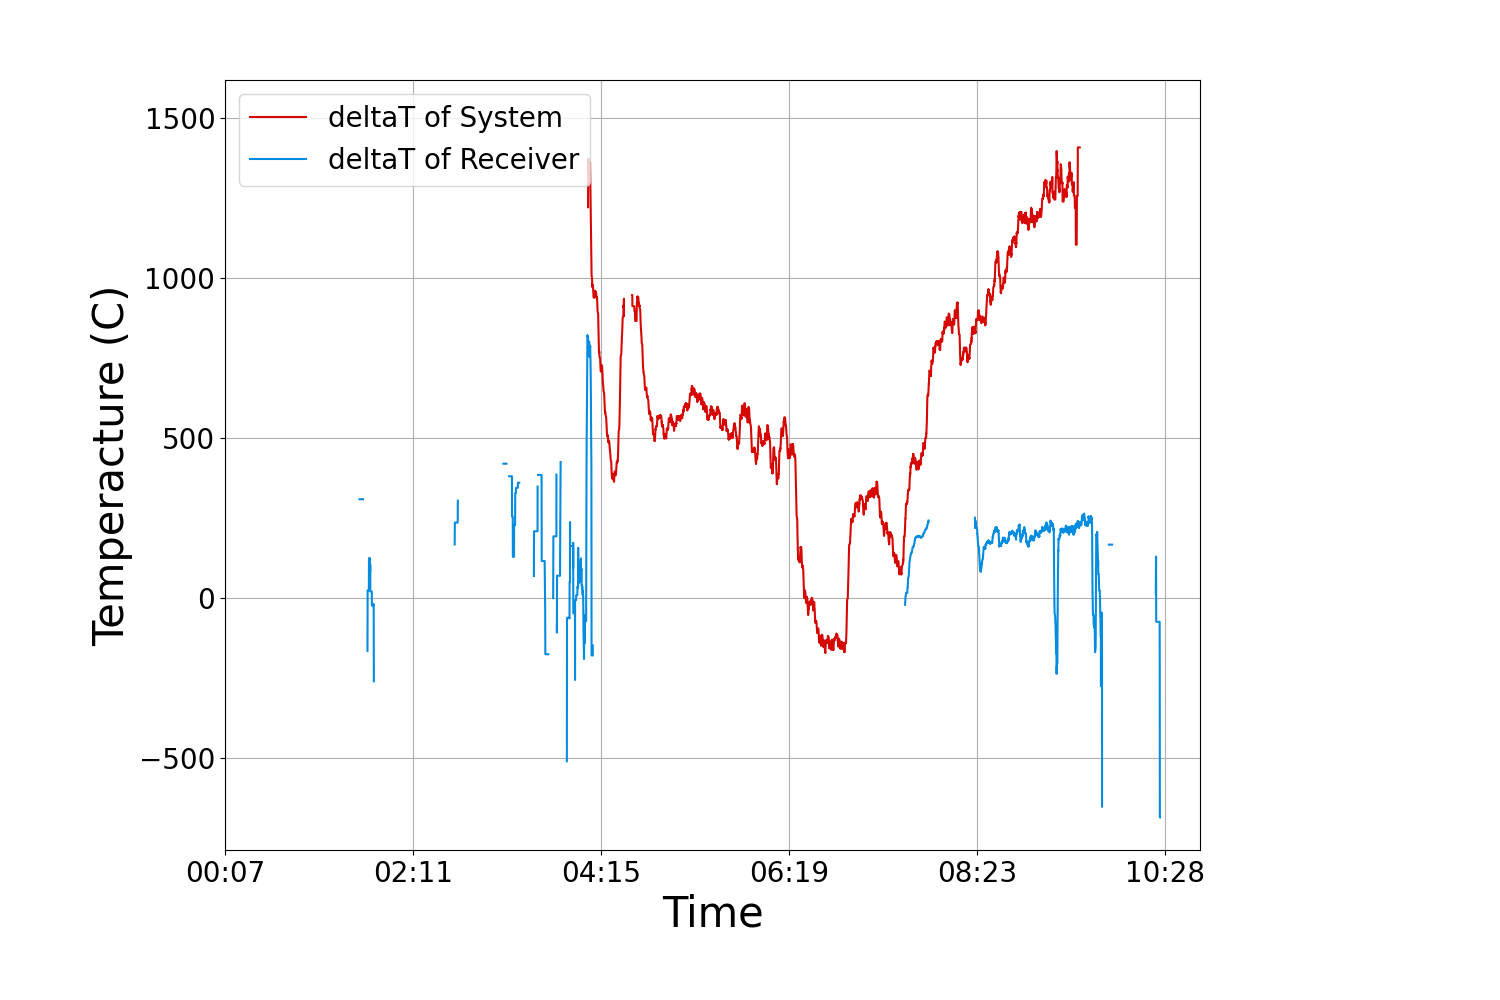 deltaT of System
deltaT of Receiver
1500
1000
500
0
−500
Temperacture (C)
00:07 02:11 04:15 06:19 08:23 10:28
Time